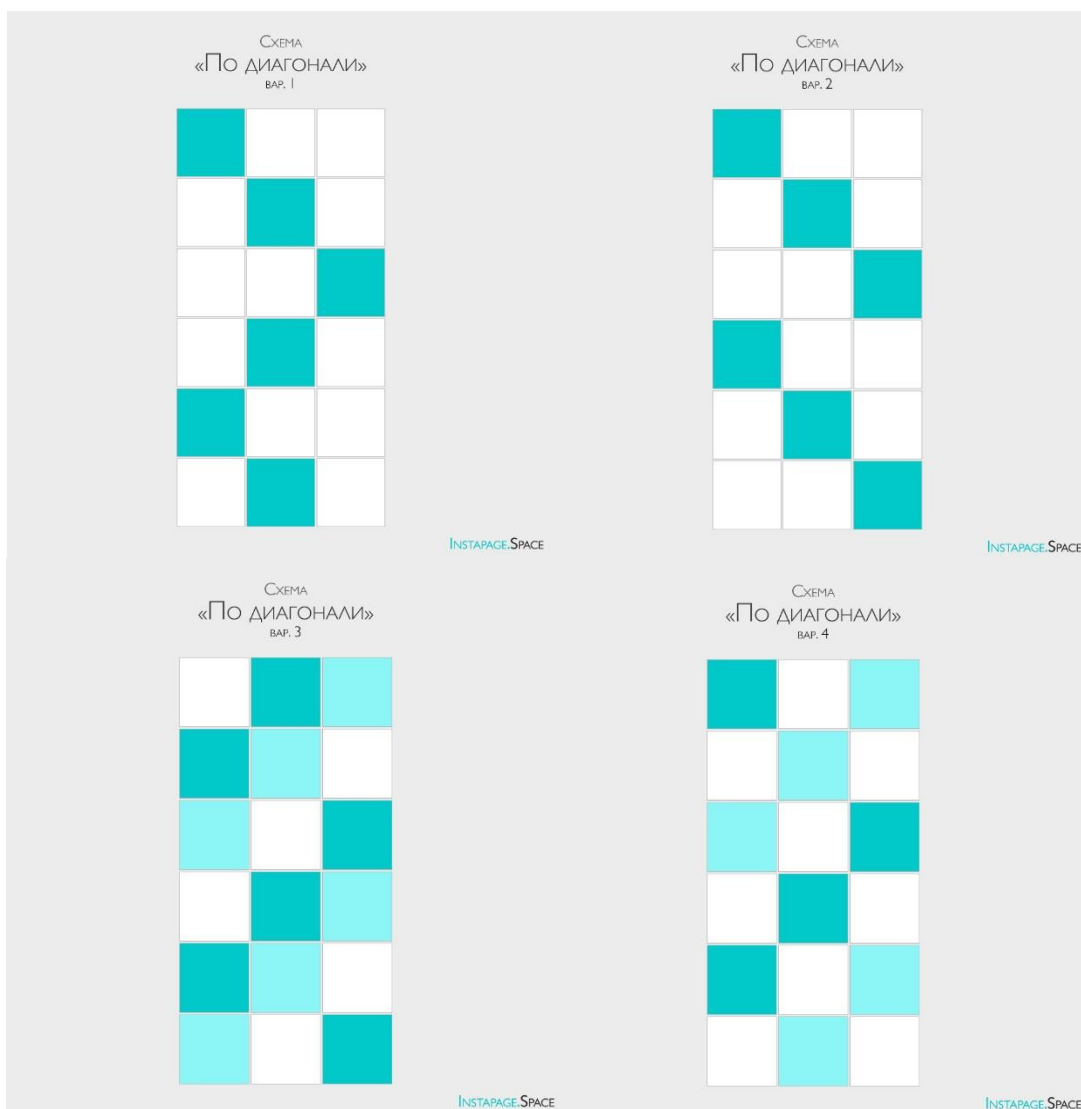 Схема
«По диагонали»
вар. 1
Instapage.Space
Схема
«По диагонали»
вар. 2
Instapage.Space
Схема
«По диагонали»
вар. 3
Instapage.Space
Схема
«По диагонали»
вар. 4
Instapage.Space